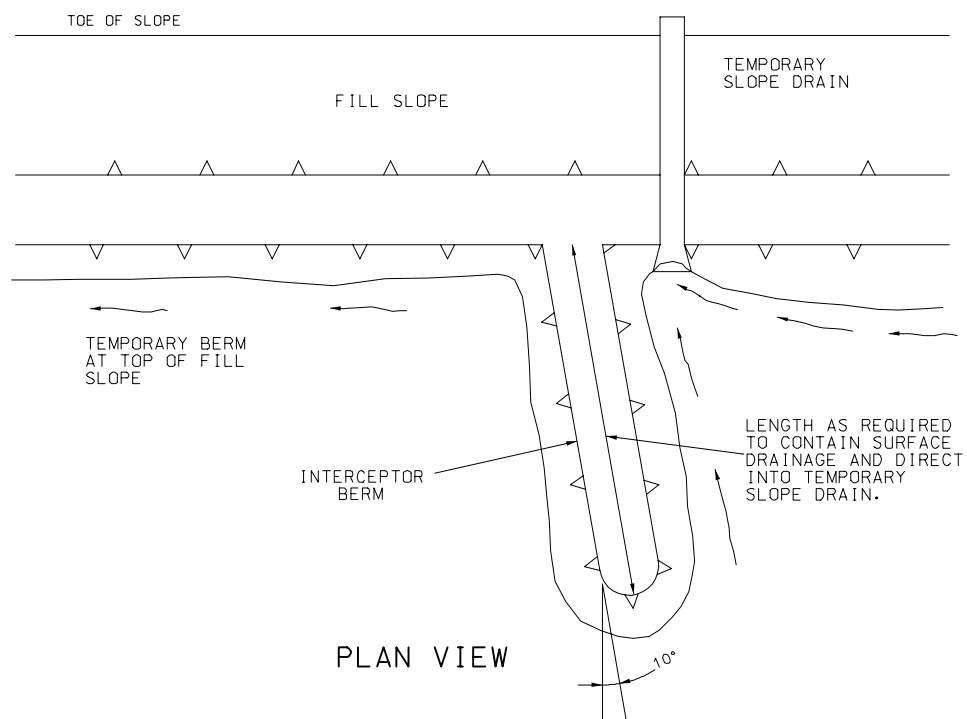 TOE OF SLOPE
TEMPORARY
SLOPE DRAIN
FILL SLOPE
TEMPORARY BERM
AT TOP OF FILL
SLOPE
LENGTH AS REQUIRED
TO CONTAIN SURFACE
DRAINAGE AND DIRECT
INTO TEMPORARY
SLOPE DRAIN.
INTERCEPTOR
BERM
PLAN VIEW
10°